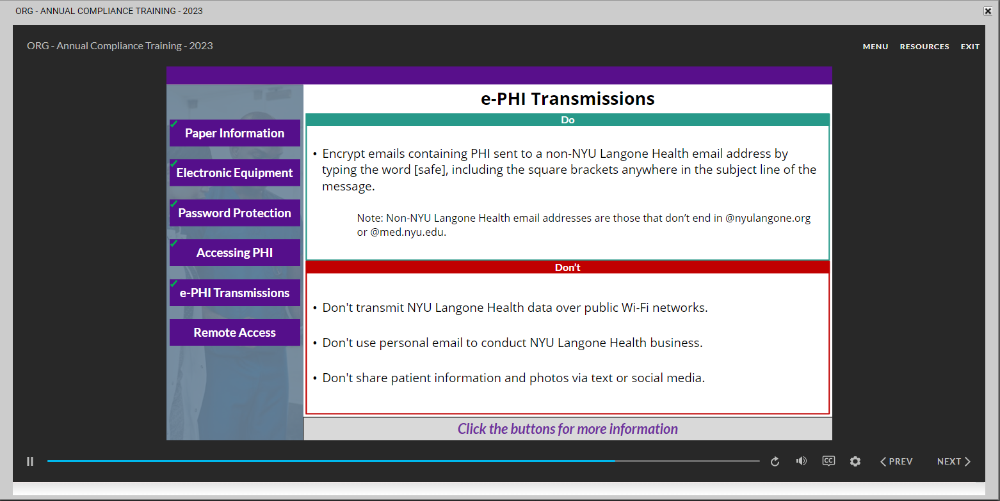 ORG - ANNUAL COMPLIANCE TRAINING - 2023
ORG - Annual Compliance Training - 2023
MENU RESOURCES EXIT
Paper Information
Electronic Equipment
Password Protection
Accessing PHI
e-PHI Transmissions
Remote Access
e-PHI Transmissions
Do
• Encrypt emails containing PHI sent to a non-NYU Langone Health email address by
typing the word [safe], including the square brackets anywhere in the subject line of the
message.
Note: Non-NYU Langone Health email addresses are those that don’t end in @nyulangone.org
or @med.nyu.edu.
Don’t
• Don't transmit NYU Langone Health data over public Wi-Fi networks.
• Don't use personal email to conduct NYU Langone Health business.
• Don't share patient information and photos via text or social media.
Click the buttons for more information
CC
PREV
NEXT